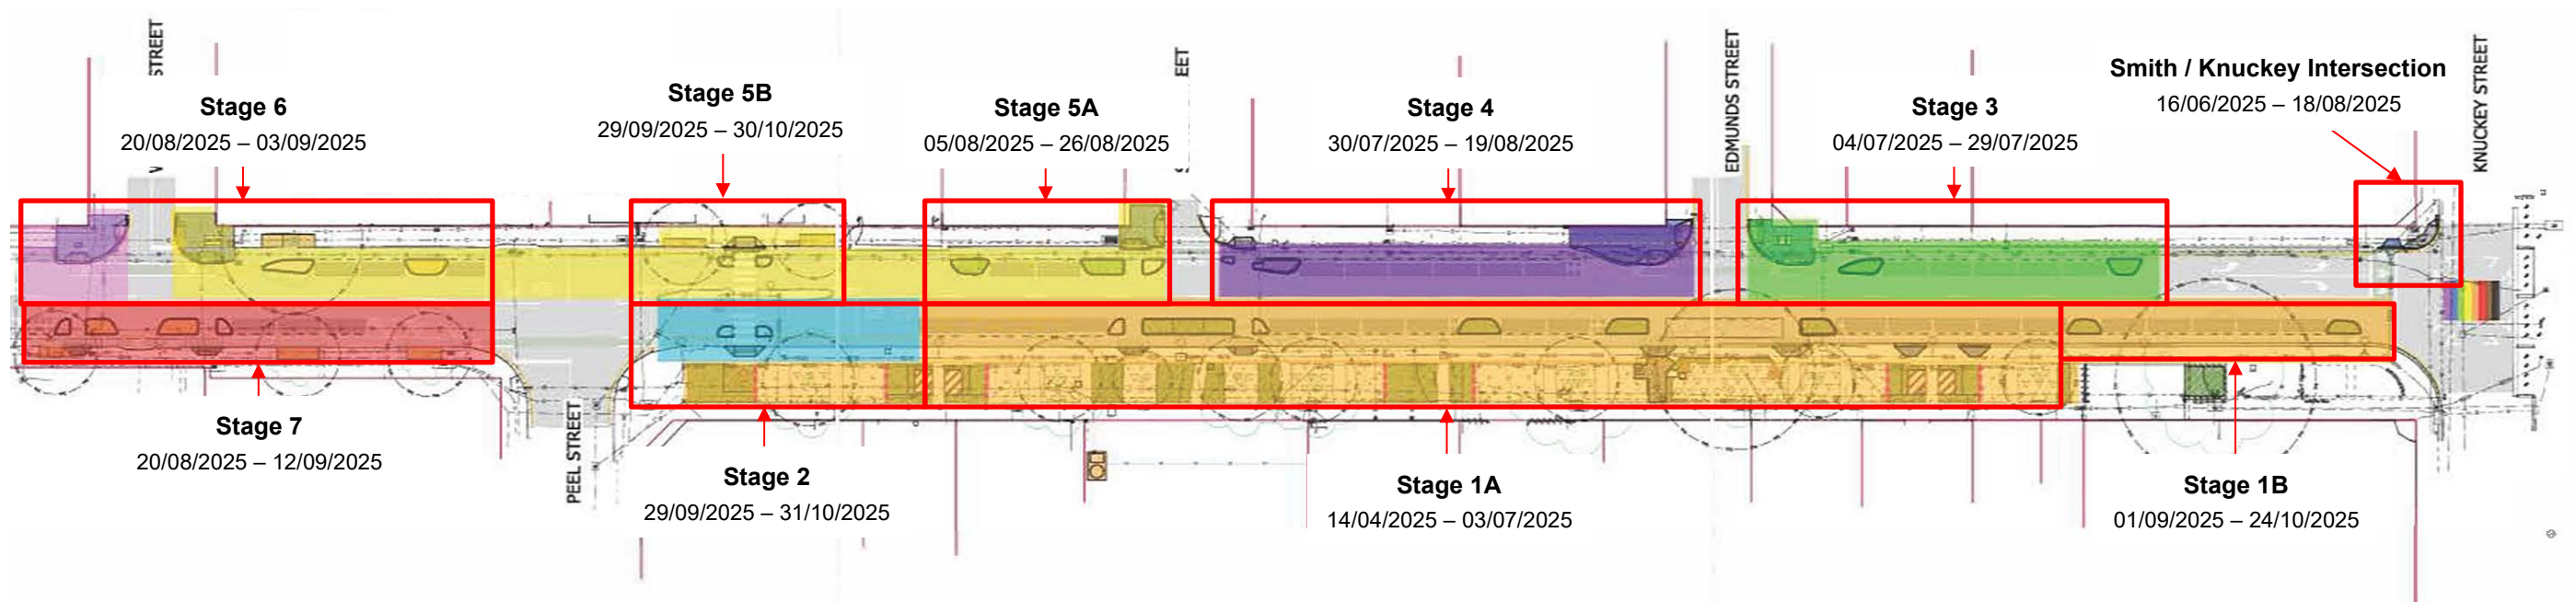 STREET
EET
EDMUNDS STREET
KNUCKEY STREET
Smith / Knuckey Intersection
16/06/2025 – 18/08/2025
Stage 6
20/08/2025 – 03/09/2025
Stage 5B
29/09/2025 – 30/10/2025
Stage 5A
05/08/2025 – 26/08/2025
Stage 4
30/07/2025 – 19/08/2025
Stage 3
04/07/2025 – 29/07/2025
Stage 7
20/08/2025 – 12/09/2025
PEEL STREET
Stage 2
29/09/2025 – 31/10/2025
Stage 1A
14/04/2025 – 03/07/2025
Stage 1B
01/09/2025 – 24/10/2025